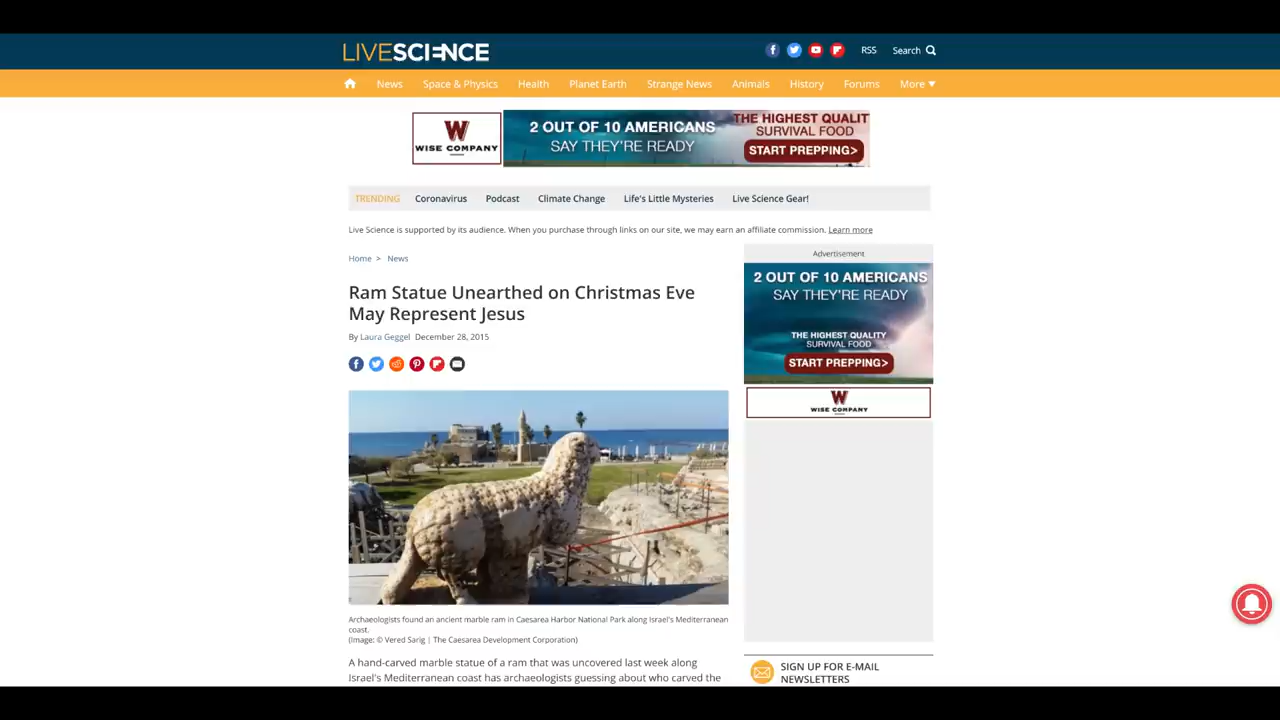 LIVESCIENCE
RSS
Search
News
Space & Physics
Health
Planet Earth
Strange News
Animals
History
Forums
More
W
WISE COMPANY
2 OUT OF 10 AMERICANS
SAY THEY'RE READY
THE HIGHEST QUALIT
SURVIVAL FOOD
START PREPPING>
TRENDING
Coronavirus
Podcast
Climate Change
Life's Little Mysteries
Live Science Gear!
Live Science is supported by its audience. When you purchase through links on our site, we may earn an affiliate commission. Learn more
Home > News
Ram Statue Unearthed on Christmas Eve
May Represent Jesus
By Laura Geggel December 28, 2015
Archaeologists found an ancient marble ram in Caesarea Harbor National Park along Israel's Mediterranean
coast.
(Image: © Vered Sarig | The Caesarea Development Corporation)
A hand-carved marble statue of a ram that was uncovered last week along
Israel's Mediterranean coast has archaeologists guessing about who carved the
Advertisement
2 OUT OF 10 AMERICANS
SAY THEY'RE READY
THE HIGHEST QUALITY
SURVIVAL FOOD
START PREPPING>
W
WISE COMPANY
SIGN UP FOR E-MAIL
NEWSLETTERS